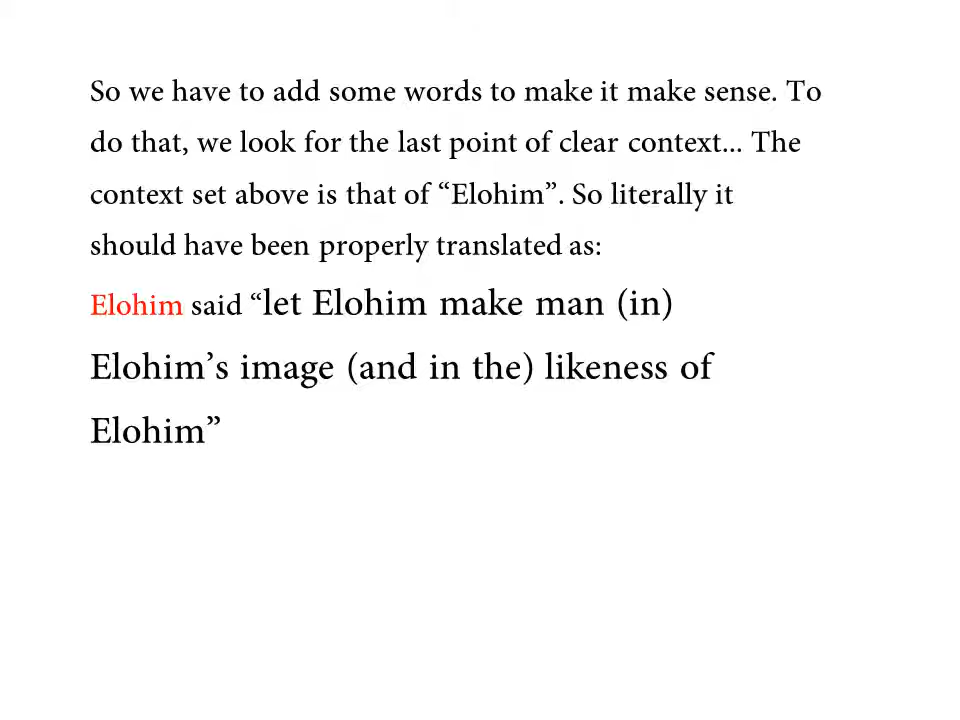 So we have to add some words to make it make sense. To
do that, we look for the last point of clear context... The
context set above is that of “Elohim”. So literally it
should have been properly translated as:
Elohim said “let Elohim make man (in)
Elohim’s image (and in the) likeness of
Elohim”